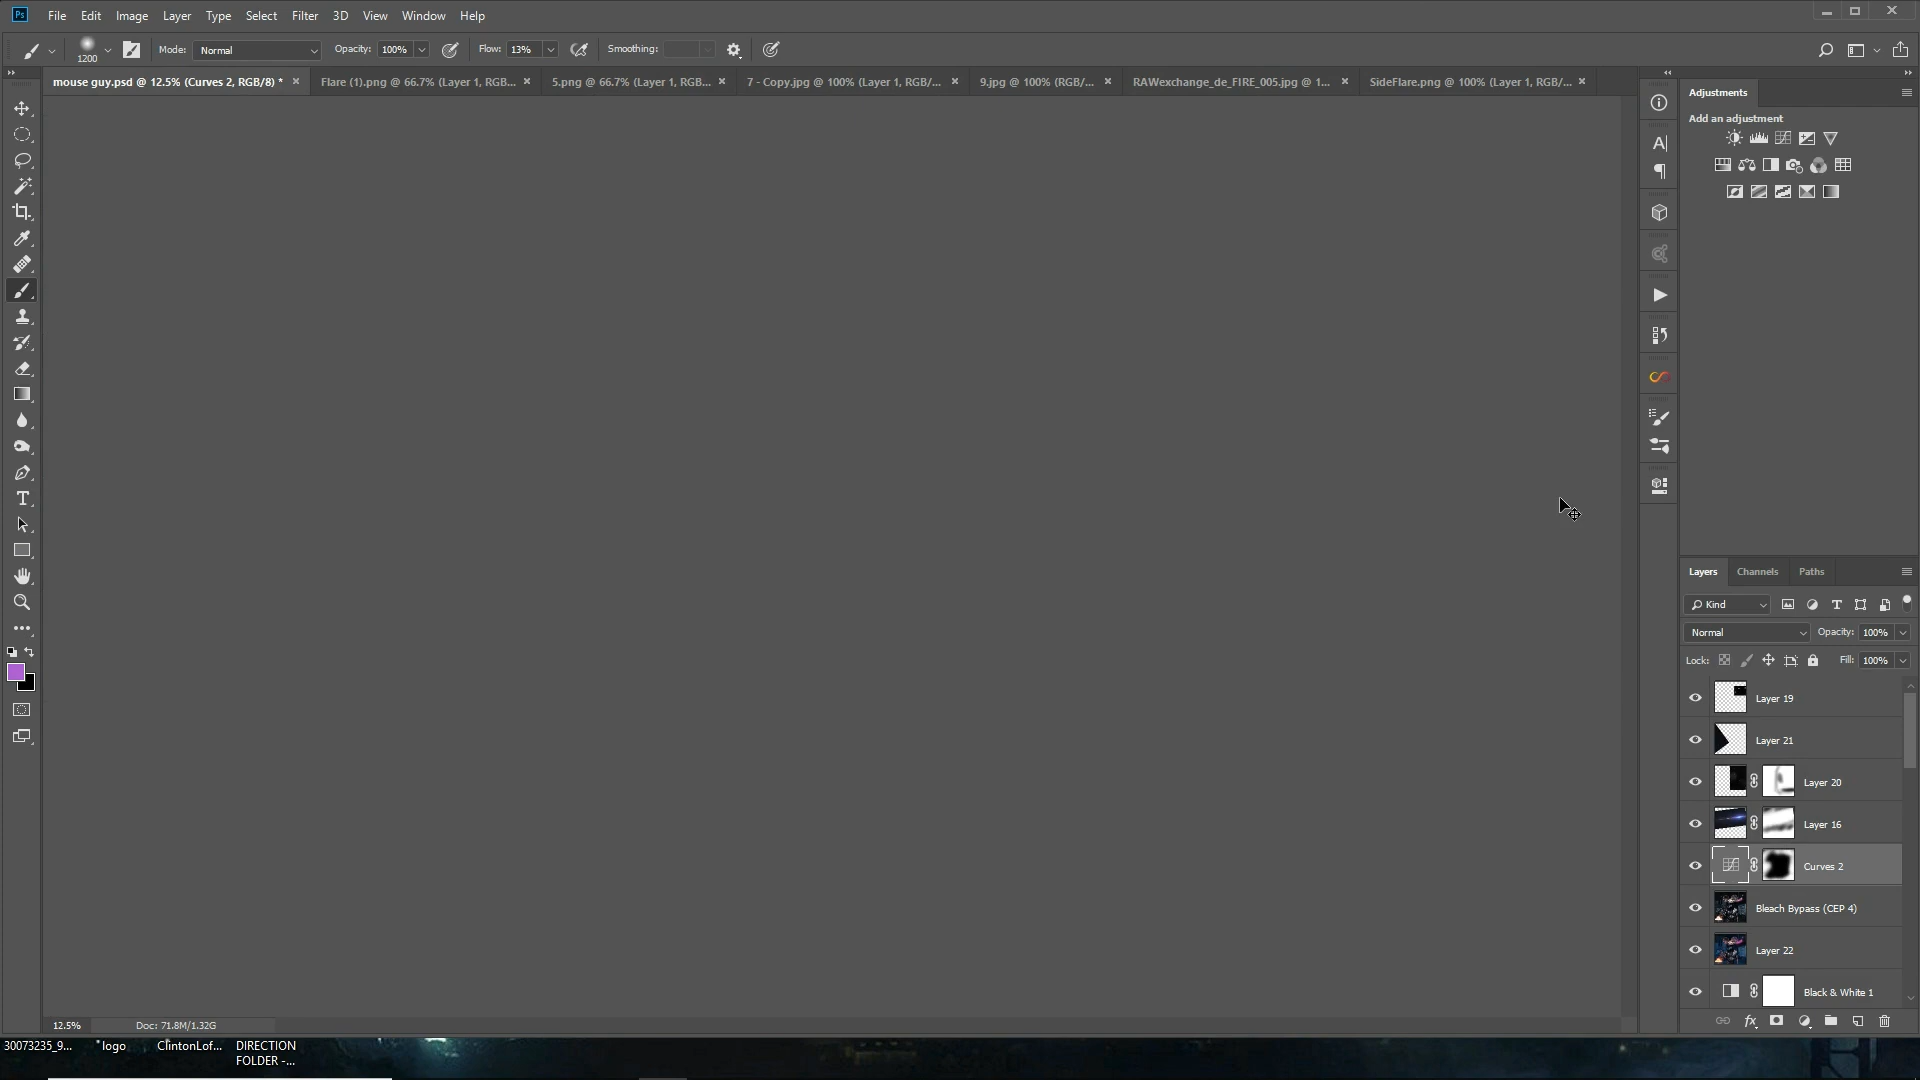 Ps File Edit Image Layer Type Select Filter 3D View Window Help
1200 Mode: Normal Opacity: 100% Flow: 13% Smoothing:
mouse guy.psd @ 12.5% (Curves 2, RGB/8) * Flare (1).png @ 66.7% (Layer 1, RGB... 5.png @ 66.7% (Layer 1, RGB... 7 - Copy.jpg @ 100% (Layer 1, RGB/... 9.jpg @ 100% (RGB/... RAWexchange_de_FIRE_005.jpg @ 1... SideFlare.png @ 100% (Layer 1, RGB/...
Adjustments
Add an adjustment
Layers Channels Paths
Kind
Normal Opacity: 100%
Lock: Fill: 100%
Layer 19
Layer 21
Layer 20
Layer 16
Curves 2
Bleach Bypass (CEP 4)
Layer 22
Black & White 1
fx
12.5% Doc: 71.8M/1.32G
30073235_9... logo ClintonLof... DIRECTION
FOLDER -...